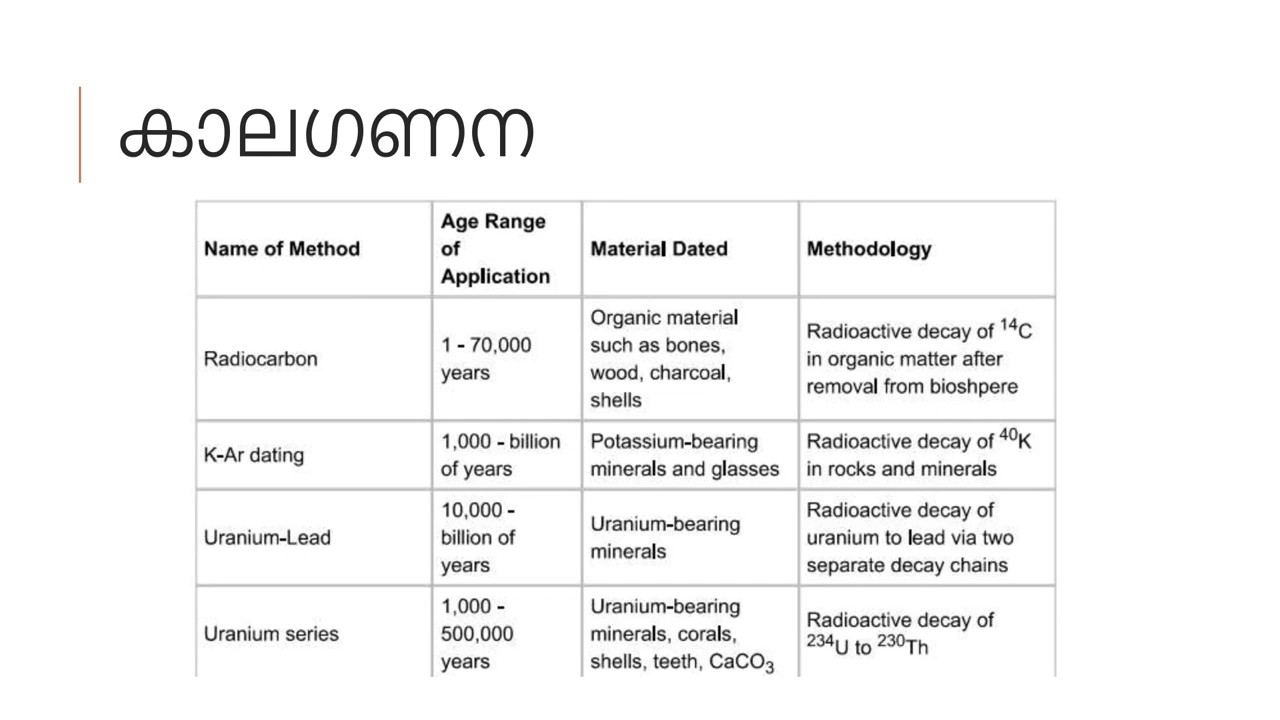 കാലഗണന
Name of Method
Age Range
of
Application
Material Dated
Methodology
Radiocarbon
1 - 70,000
years
Organic material
such as bones,
wood, charcoal,
shells
Radioactive decay of ¹⁴C
in organic matter after
removal from bioshpere
K-Ar dating
1,000 - billion
of years
Potassium-bearing
minerals and glasses
Radioactive decay of ⁴⁰K
in rocks and minerals
Uranium-Lead
10,000 -
billion of
years
Uranium-bearing
minerals
Radioactive decay of
uranium to lead via two
separate decay chains
Uranium series
1,000 -
500,000
years
Uranium-bearing
minerals, corals,
shells, teeth, CaCO₃
Radioactive decay of
²³⁴U to ²³⁰Th